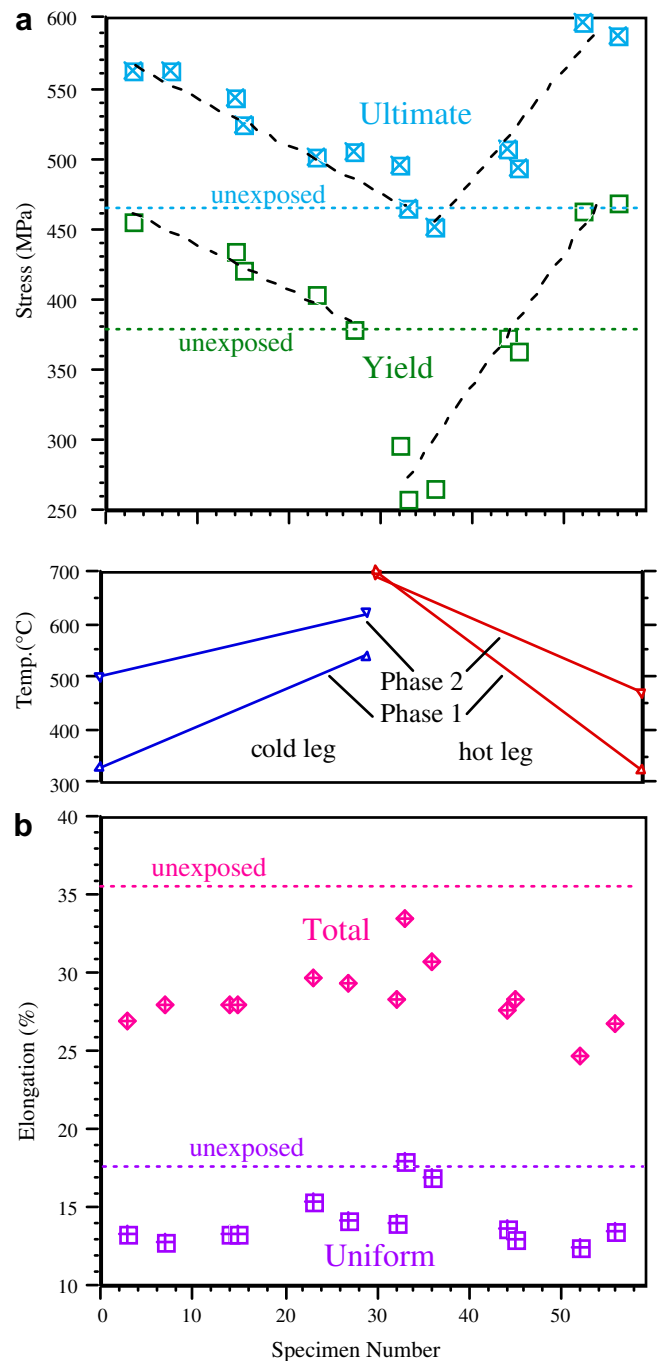 a
600
550
500
450
400
350
300
250
Stress (MPa)
Ultimate
unexposed
unexposed
Yield
700
600
500
400
300
Temp.(°C)
Phase 2
Phase 1
cold leg
hot leg
b
40
35
30
25
20
15
10
Elongation (%)
unexposed
Total
unexposed
Uniform
0
10
20
30
40
50
Specimen Number